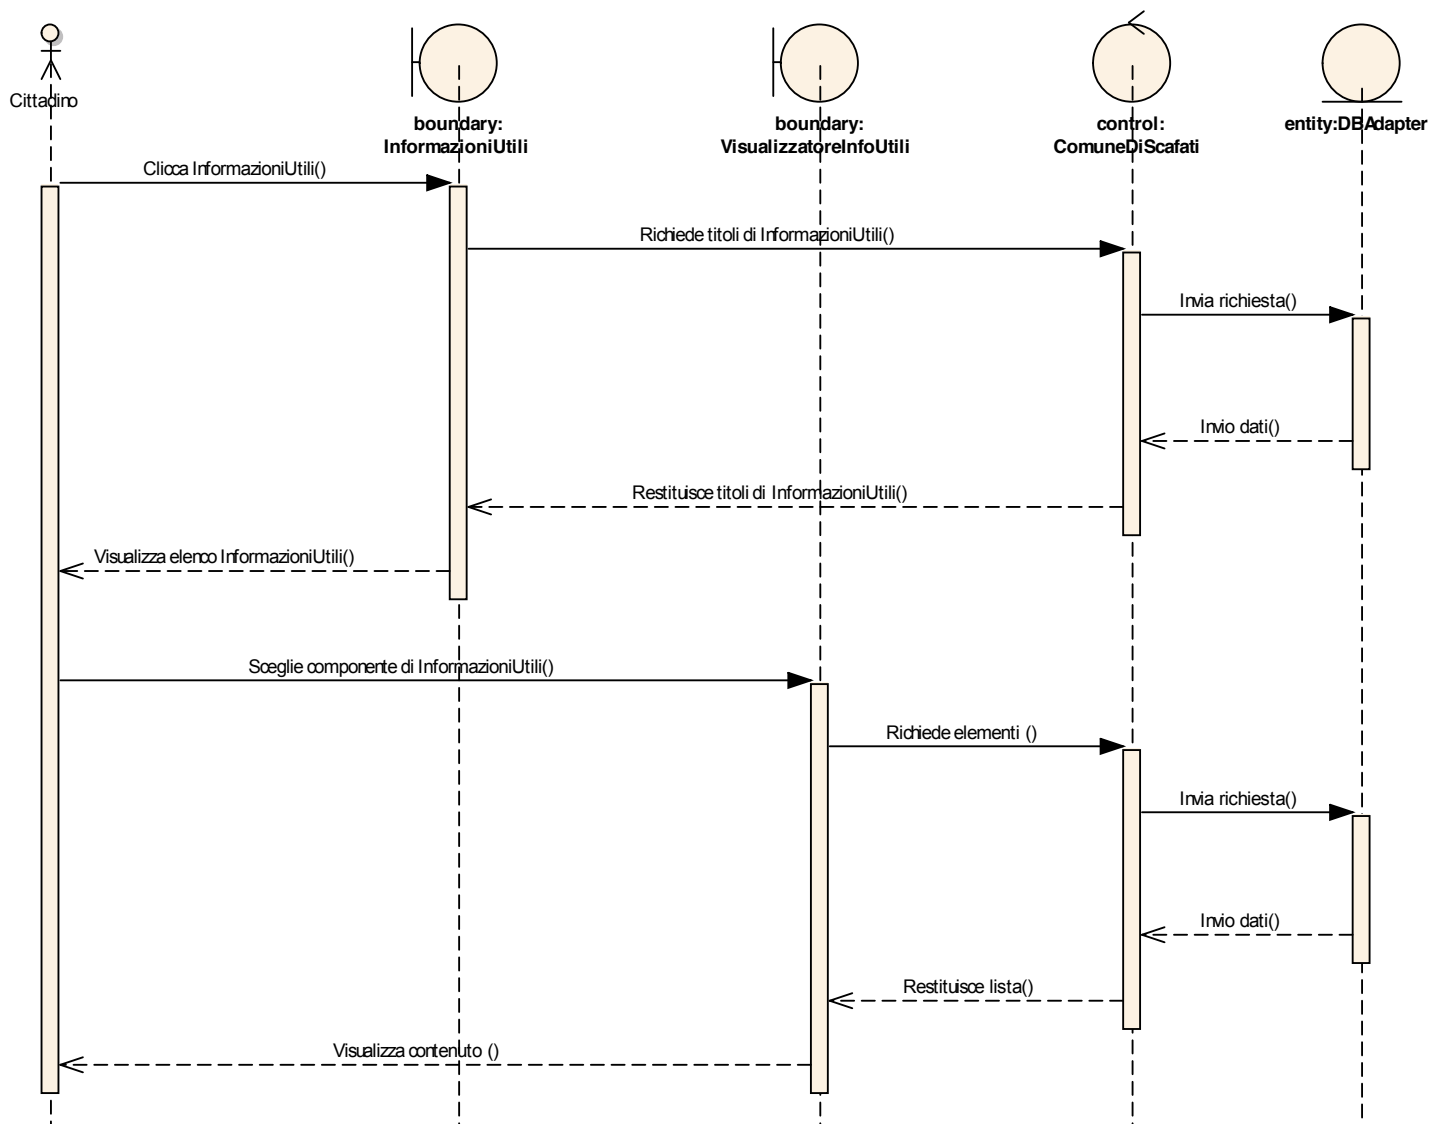 Cittadino
boundary:
InformazioniUtili
boundary:
VisualizzatoreInfoUtili
control:
ComuneDiScafati
entity:DBAdapter
Clicca InformazioniUtili()
Richiede titoli di InformazioniUtili()
Invia richiesta()
Invio dati()
Restituisce titoli di InformazioniUtili()
Visualizza elenco InformazioniUtili()
Sceglie componente di InformazioniUtili()
Richiede elementi ()
Invia richiesta()
Invio dati()
Restituisce lista()
Visualizza contenuto ()